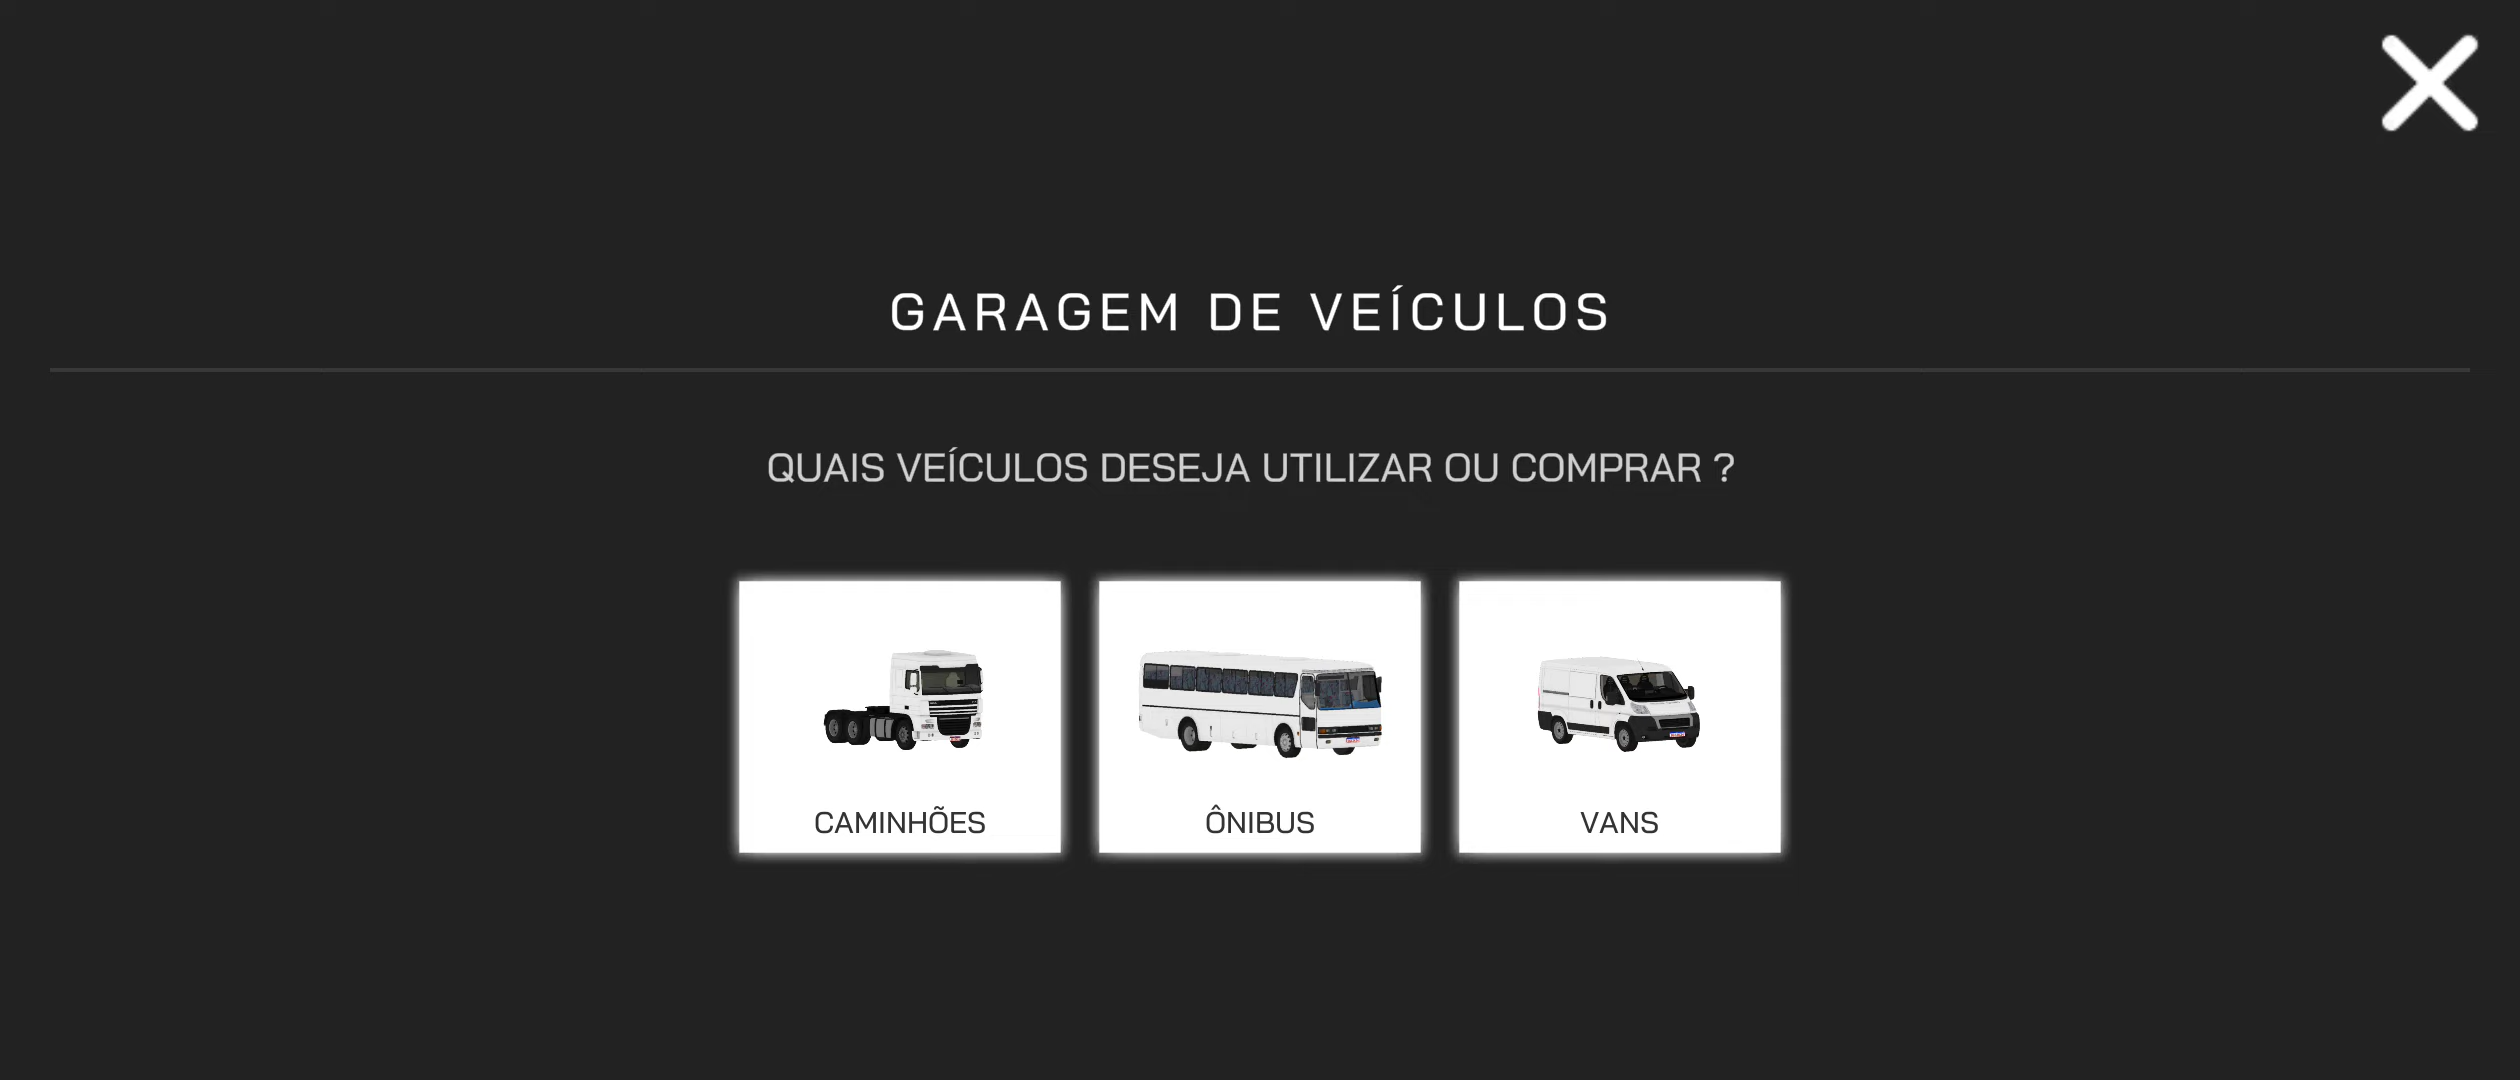 GARAGEM DE VEÍCULOS
QUAIS VEÍCULOS DESEJA UTILIZAR OU COMPRAR ?
CAMINHÕES
ÔNIBUS
VANS